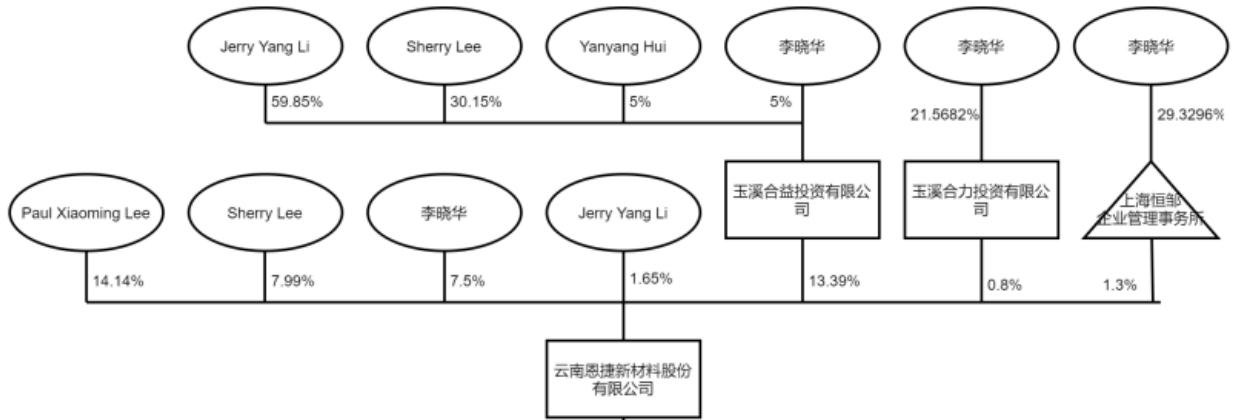 Jerry Yang Li
Sherry Lee
Yanyang Hui
李晓华
李晓华
李晓华
59.85%
30.15%
5%
5%
21.5682%
29.3296%
玉溪合益投资有限公
司
玉溪合力投资有限公
司
上海恒邹
企业管理事务所
Paul Xiaoming Lee
Sherry Lee
李晓华
Jerry Yang Li
14.14%
7.99%
7.5%
1.65%
13.39%
0.8%
1.3%
云南恩捷新材料股份
有限公司